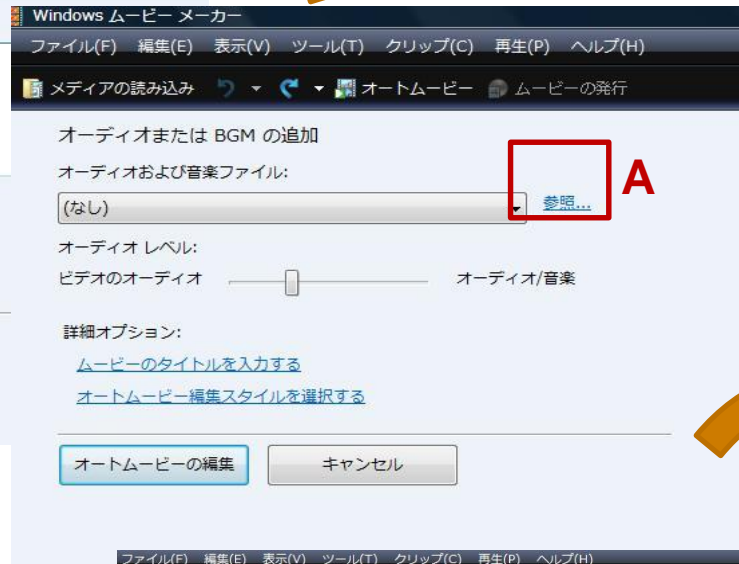 Windows ムービー メーカー
ファイル(F) 編集(E) 表示(V) ツール(T) クリップ(C) 再生(P) ヘルプ(H)
メディアの読み込み オートムービー ムービーの発行
オーディオまたは BGM の追加
オーディオおよび音楽ファイル:
A
(なし) 参照...
オーディオ レベル:
ビデオのオーディオ オーディオ/音楽
詳細オプション:
ムービーのタイトルを入力する
オートムービー編集スタイルを選択する
オートムービーの編集 キャンセル
ファイル(F) 編集(E) 表示(V) ツール(T) クリップ(C) 再生(P) ヘルプ(H)